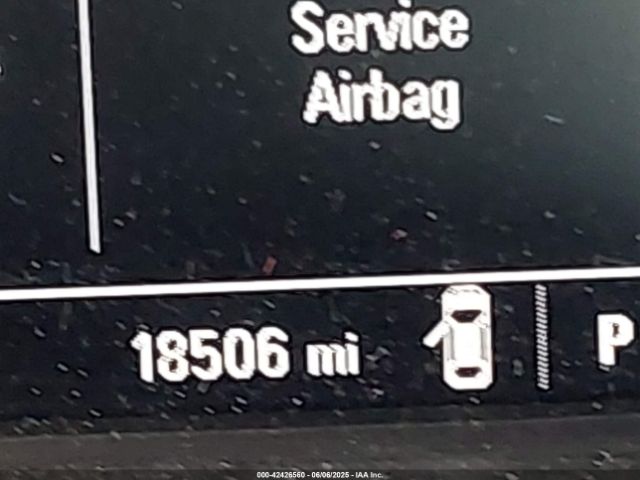 Service
Airbag
18506 mi
P
000-42426560 - 06/06/2025 - IAA Inc.